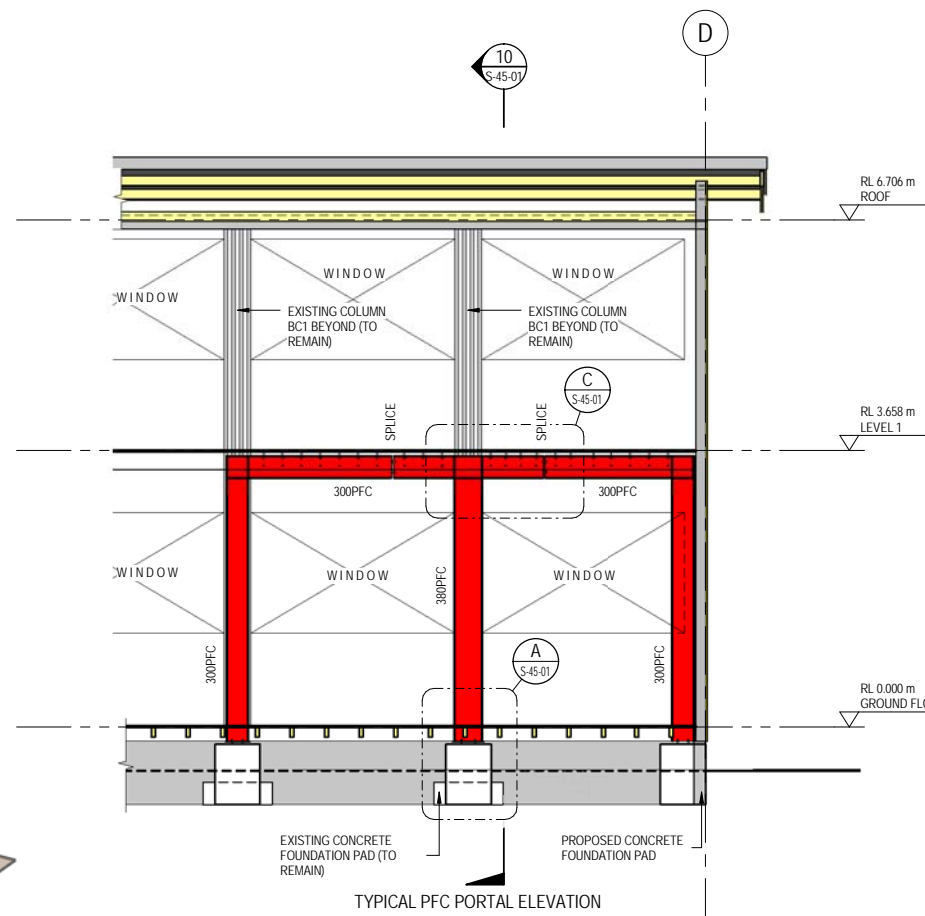 D
10
S-45-01
RL 6.706 m
ROOF
WINDOW
WINDOW
WINDOW
EXISTING COLUMN
BC1 BEYOND (TO
REMAIN)
EXISTING COLUMN
BC1 BEYOND (TO
REMAIN)
C
S-45-01
SPLICE
SPLICE
RL 3.658 m
LEVEL 1
300PFC
300PFC
WINDOW
WINDOW
WINDOW
380PFC
A
S-45-01
300PFC
300PFC
RL 0.000 m
GROUND FLO
EXISTING CONCRETE
FOUNDATION PAD (TO
REMAIN)
PROPOSED CONCRETE
FOUNDATION PAD
TYPICAL PFC PORTAL ELEVATION